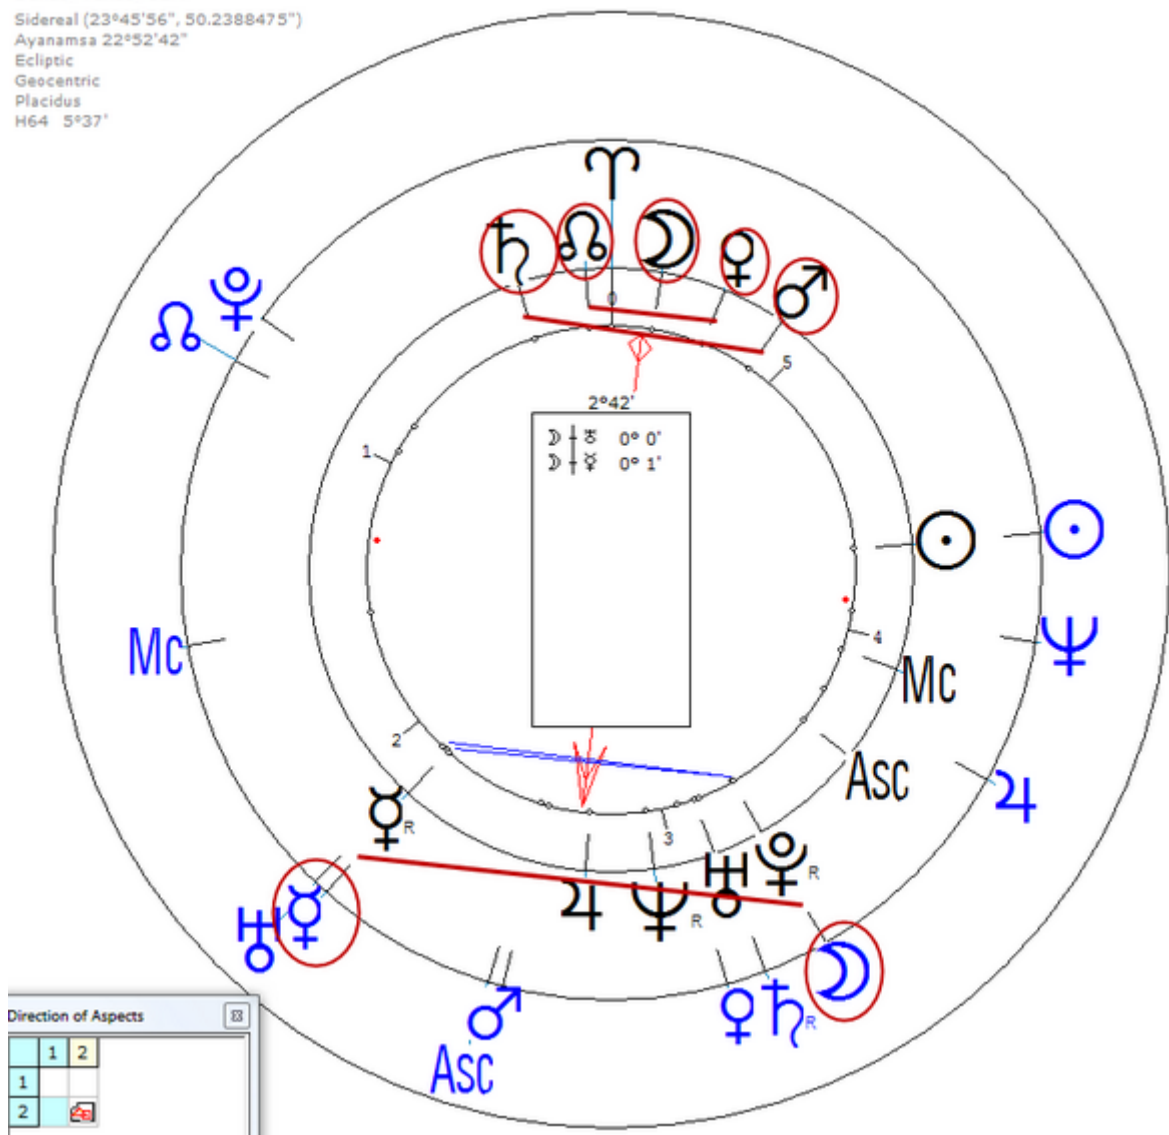 Sidereal (23°45'56", 50.2388475")
Ayanamsa 22°52'42"
Ecliptic
Geocentric
Placidus
H64 5°37'
♈
♄ ☊ ☽ ♀ ♂
0
☊ ♇
5
2°42'
☽ ┼ ♅ 0° 0'
☽ ┼ ☿ 0° 1'
1
☉ ☉
4
Mc
Mc
♆
2
Asc
♃
3
☿ R
♃ ♆ R ♅ ♇ R
♅ ☿
☽
♂ ♀ ♄ R
Asc
Direction of Aspects
1 2
1
2